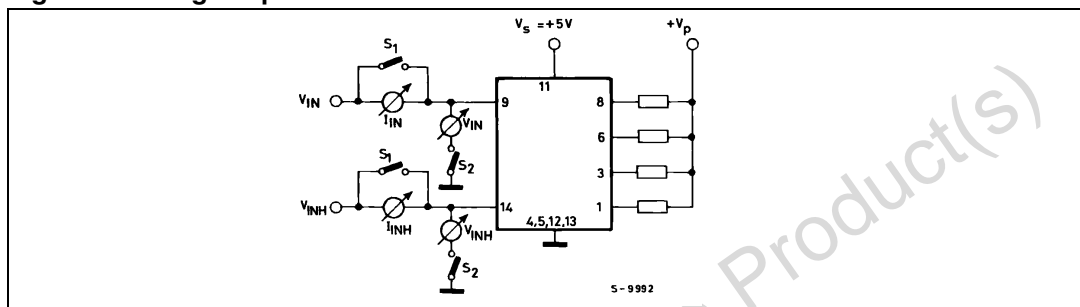 V_s = +5V
+V_p
S_1
11
V_IN
9
8
I_IN
V_IN
6
S_2
S_1
3
V_INH
14
1
I_INH
4,5,12,13
V_INH
S_2
S-9992
Product(s)